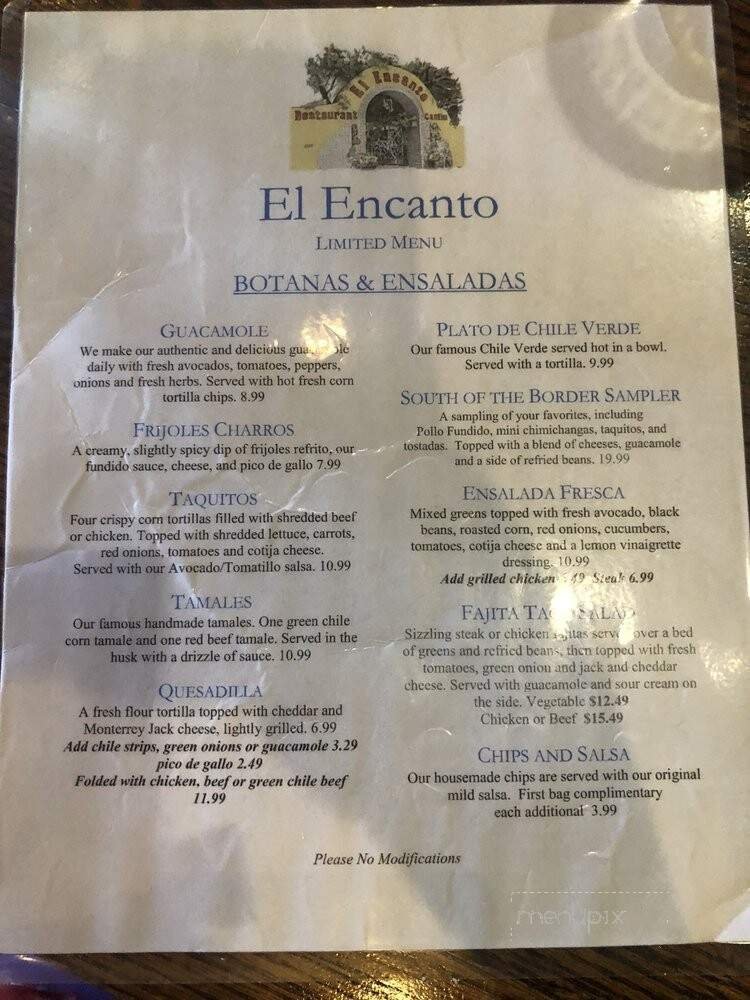 El Encanto
Restaurant Cantina
El Encanto
LIMITED MENU
BOTANAS & ENSALADAS
GUACAMOLE
We make our authentic and delicious
daily with fresh avocados, tomatoes, peppers,
onions and fresh herbs. Served with hot fresh corn
tortilla chips. 8.99
FRIJOLES CHARROS
A creamy, slightly spicy dip of frijoles refrito, our
fundido sauce, cheese, and pico de gallo 7.99
TAQUITOS
Four crispy corn tortillas filled with shredded beef
or chicken. Topped with shredded lettuce, carrots,
red onions, tomatoes and cotija cheese.
Served with our Avocado/Tomatillo salsa. 10.99
TAMALES
Our famous handmade tamales. One green chile
corn tamale and one red beef tamale. Served in the
husk with a drizzle of sauce. 10.99
QUESADILLA
A fresh flour tortilla topped with cheddar and
Monterrey Jack cheese, lightly grilled. 6.99
Add chile strips, green onions or guacamole 3.29
pico de gallo 2.49
Folded with chicken, beef or green chile beef
11.99
PLATO DE CHILE VERDE
Our famous Chile Verde served hot in a bowl.
Served with a tortilla. 9.99
SOUTH OF THE BORDER SAMPLER
A sampling of your favorites, including
Pollo Fundido, mini chimichangas, taquitos, and
tostadas. Topped with a blend of cheeses, guacamole
and a side of refried beans. 19.99
ENSALADA FRESCA
Mixed greens topped with fresh avocado, black
beans, roasted corn, red onions, cucumbers,
tomatoes, cotija cheese and a lemon vinaigrette
dressing. 10.99
Add grilled chicken Steak 6.99
FAJITA TACO SALAD
Sizzling steak or chicken fajitas served over a bed
of greens and refried beans, then topped with fresh
tomatoes, green onion and jack and cheddar
cheese. Served with guacamole and sour cream on
the side. Vegetable $12.49
Chicken or Beef $15.49
CHIPS AND SALSA
Our housemade chips are served with our original
mild salsa. First bag complimentary
each additional 3.99
Please No Modifications
menupix